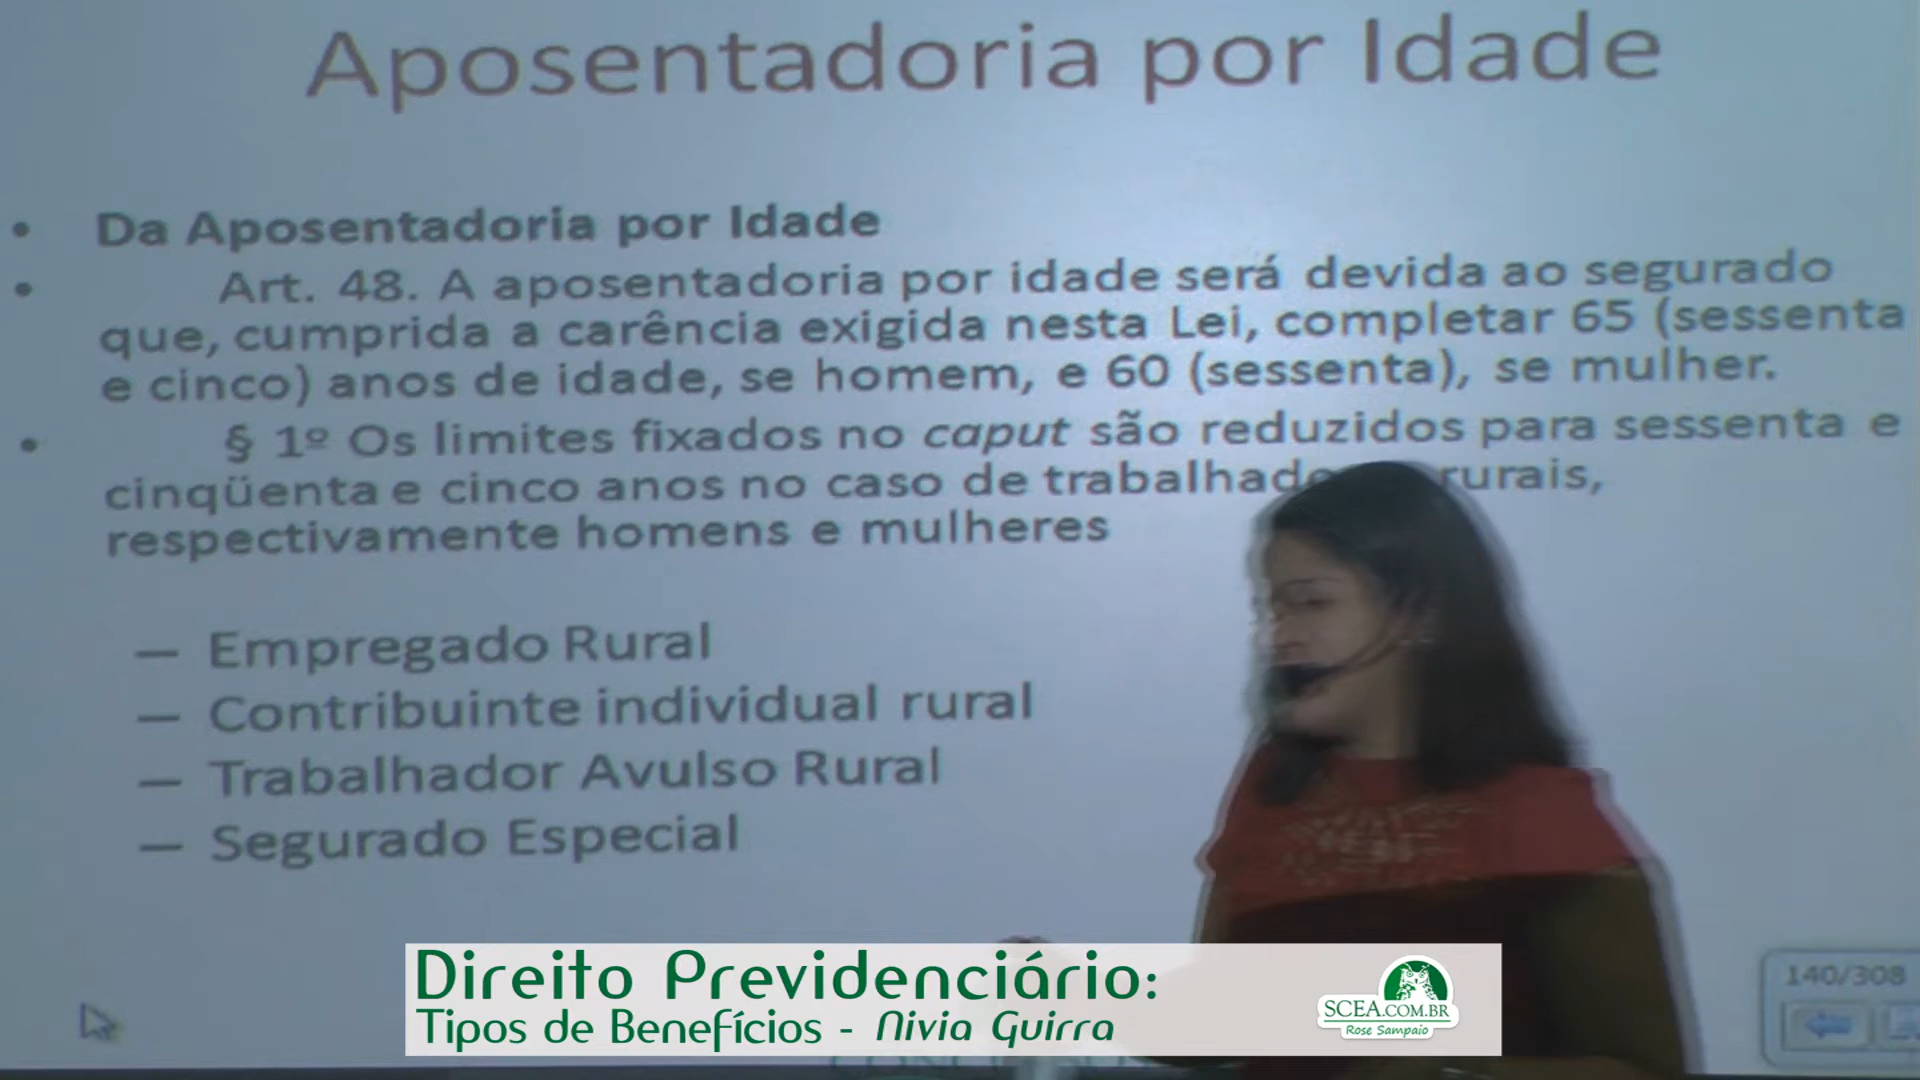 Aposentadoria por Idade
• Da Aposentadoria por Idade
• Art. 48. A aposentadoria por idade será devida ao segurado
que, cumprida a carência exigida nesta Lei, completar 65 (sessenta
e cinco) anos de idade, se homem, e 60 (sessenta), se mulher.
• § 1º Os limites fixados no caput são reduzidos para sessenta e
cinqüenta e cinco anos no caso de rurais,
respectivamente homens e mulheres
— Empregado Rural
— Contribuinte individual rural
— Trabalhador Avulso Rural
— Segurado Especial
140/308
Direito Previdenciário:
Tipos de Benefícios - Nivia Guirra
SCEA.COM.BR
Rose Sampaio